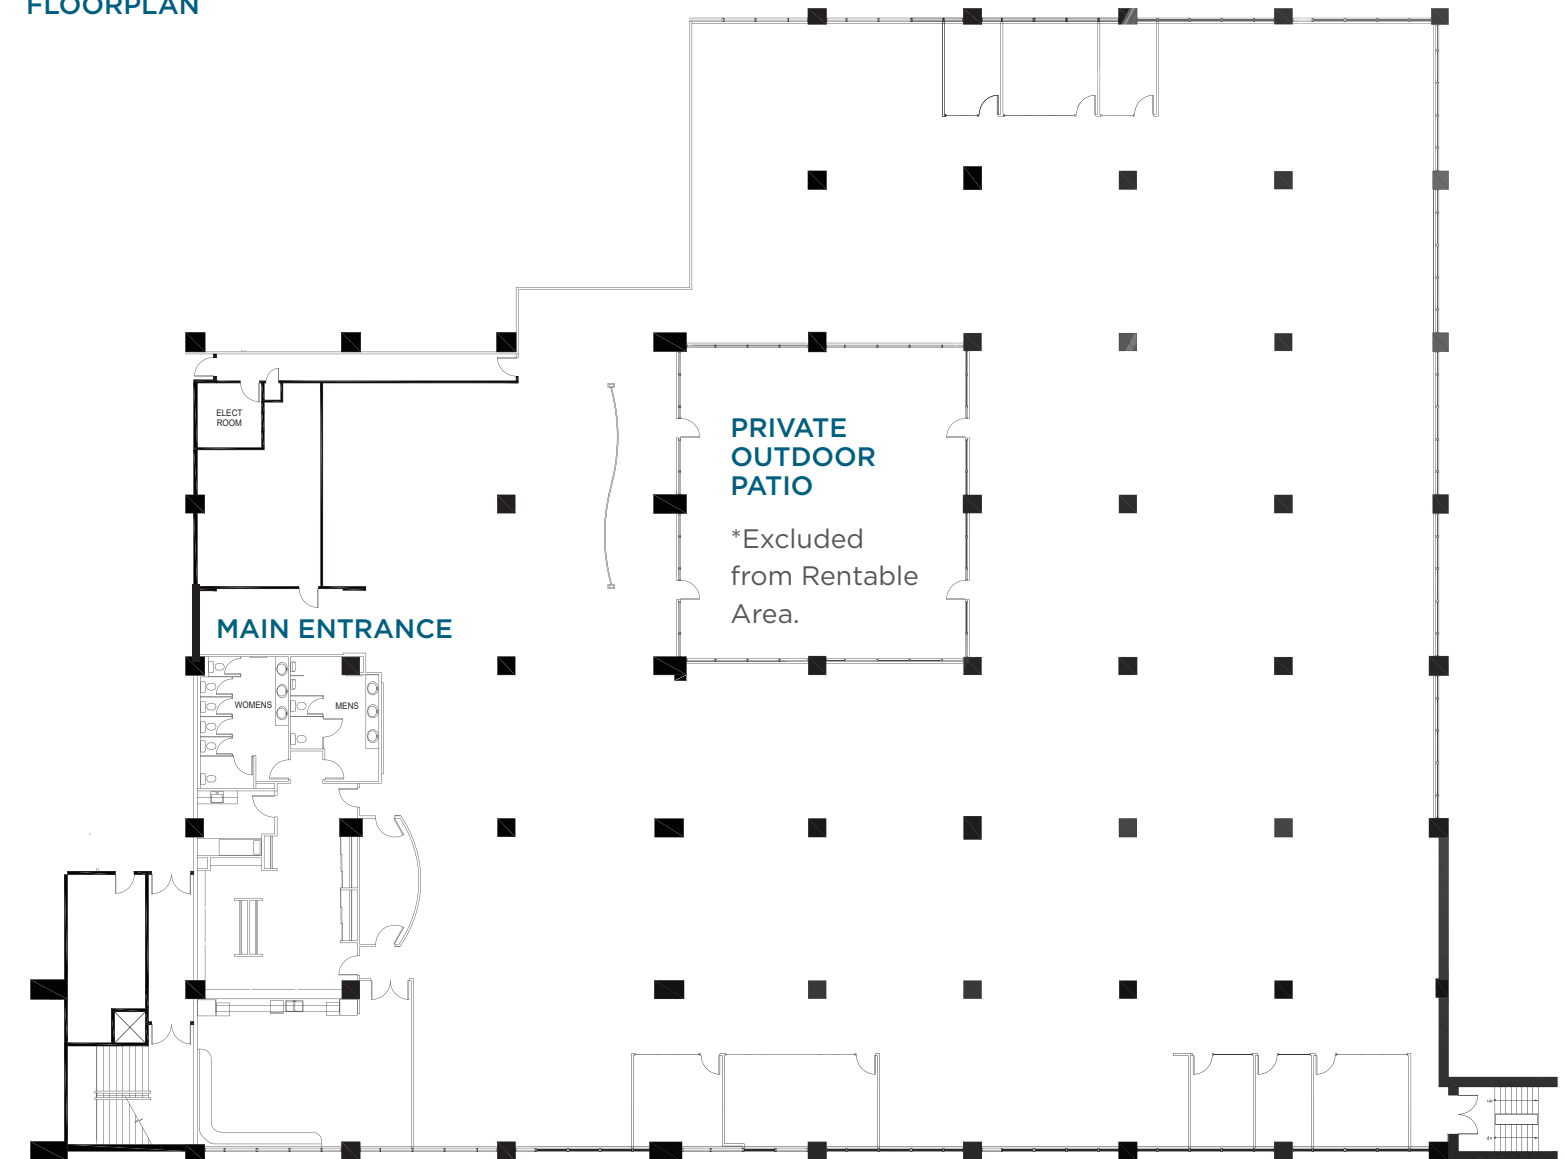 FLOORPLAN
ELECT
ROOM
PRIVATE
OUTDOOR
PATIO
*Excluded
from Rentable
Area.
MAIN ENTRANCE
WOMENS
MENS